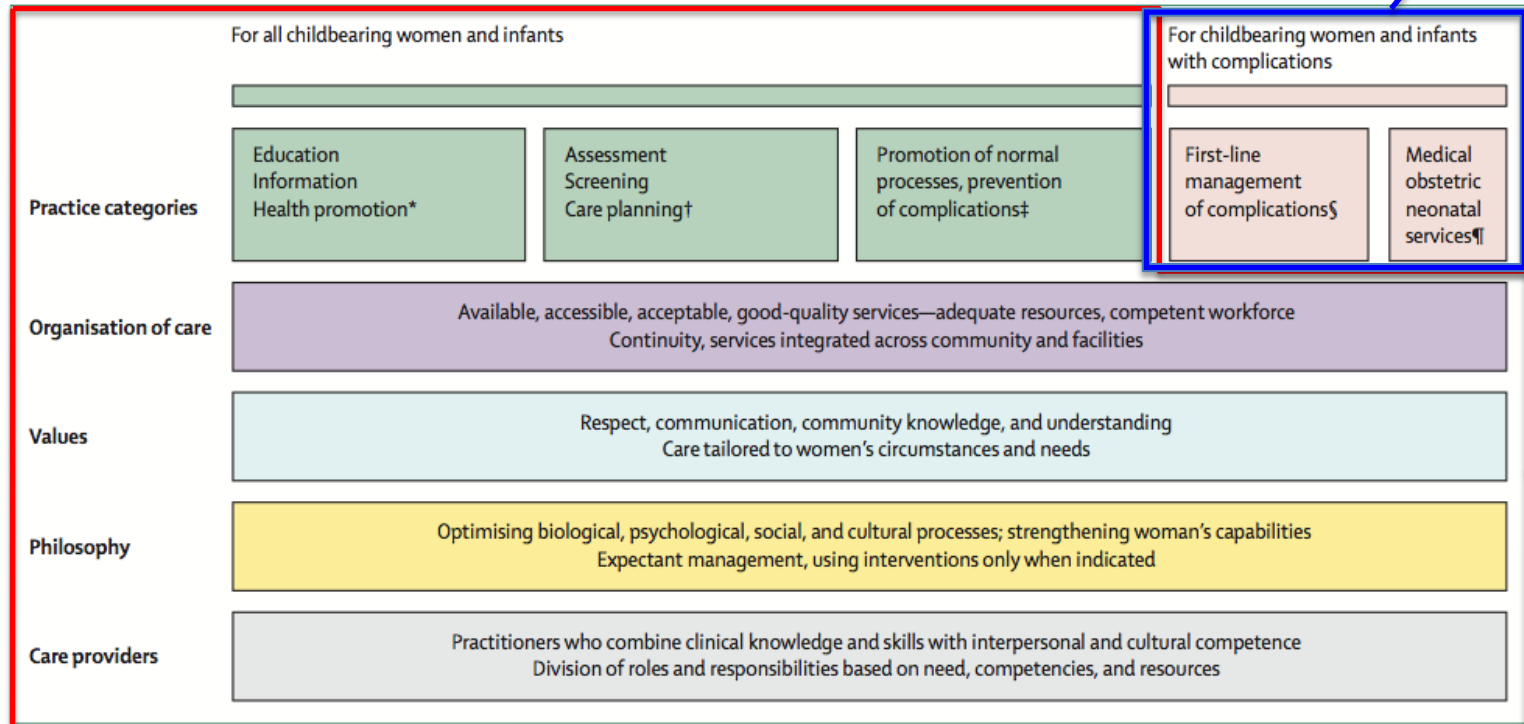 For all childbearing women and infants
For childbearing women and infants
with complications
Practice categories
Education
Information
Health promotion*
Assessment
Screening
Care planning†
Promotion of normal
processes, prevention
of complications‡
First-line
management
of complications§
Medical
obstetric
neonatal
services¶
Organisation of care
Available, accessible, acceptable, good-quality services—adequate resources, competent workforce
Continuity, services integrated across community and facilities
Values
Respect, communication, community knowledge, and understanding
Care tailored to women's circumstances and needs
Philosophy
Optimising biological, psychological, social, and cultural processes; strengthening woman's capabilities
Expectant management, using interventions only when indicated
Care providers
Practitioners who combine clinical knowledge and skills with interpersonal and cultural competence
Division of roles and responsibilities based on need, competencies, and resources